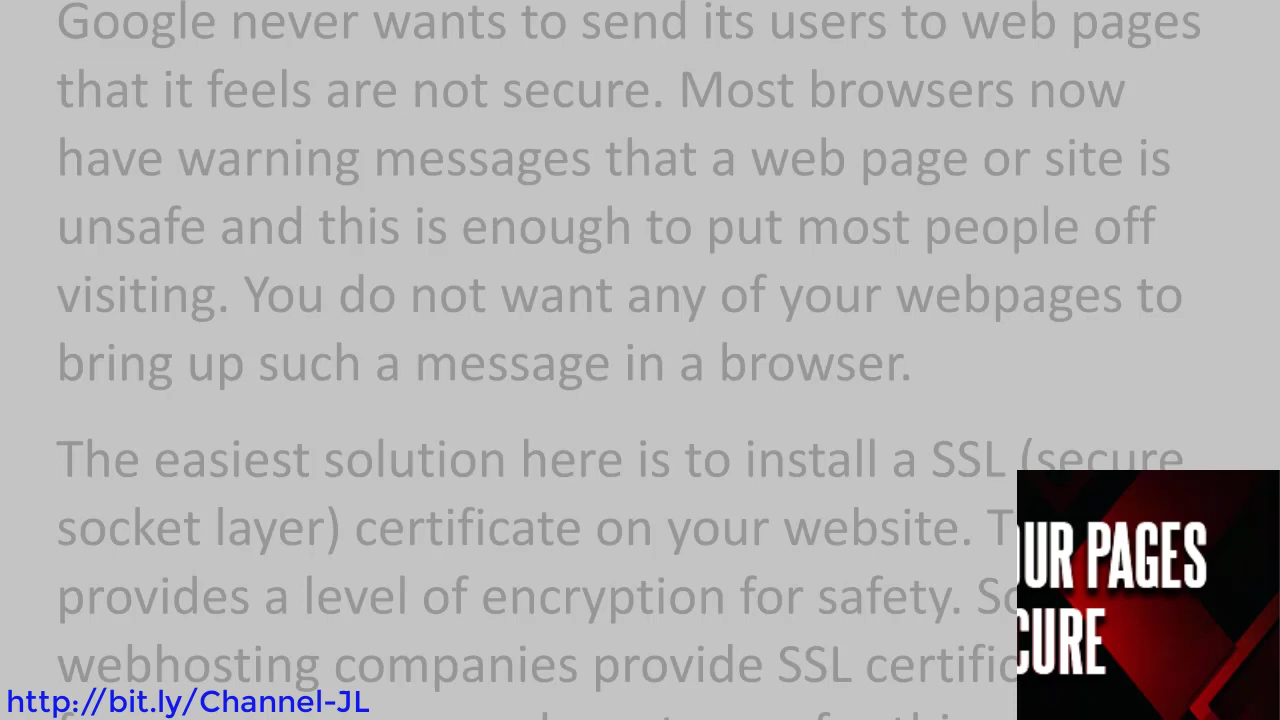 Google never wants to send its users to web pages
that it feels are not secure. Most browsers now
have warning messages that a web page or site is
unsafe and this is enough to put most people off
visiting. You do not want any of your webpages to
bring up such a message in a browser.
The easiest solution here is to install a SSL (secure
socket layer) certificate on your website.
provides a level of encryption for safety.
webhosting companies provide SSL
UR PAGES
CURE
http://bit.ly/Channel-JL